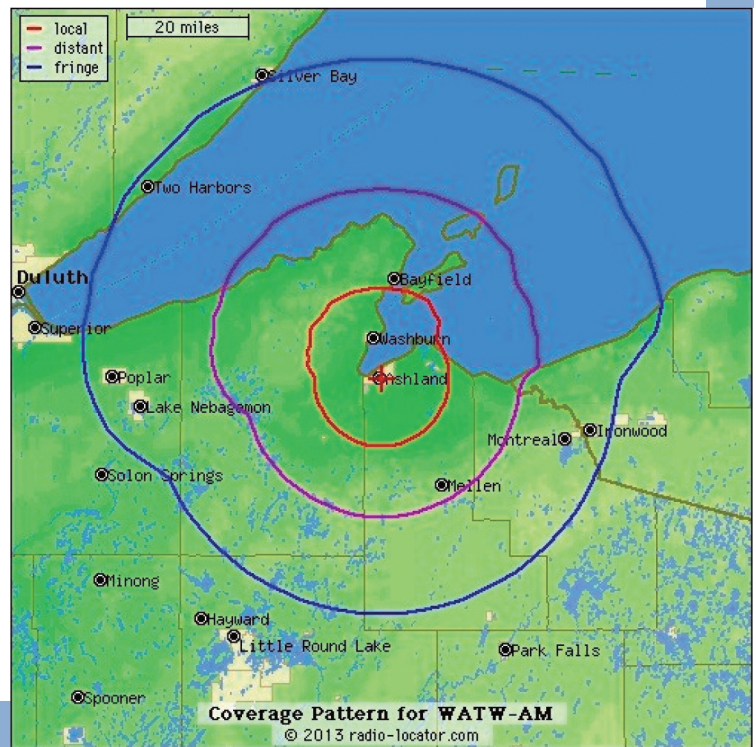 local
distant
fringe
20 miles
Silver Bay
Two Harbors
Duluth
Bayfield
Superior
Washburn
Poplar
Ashland
Lake Nebagamon
Montreal
Ironwood
Solon Springs
Mellen
Minong
Hayward
Little Round Lake
Park Falls
Spooner
Coverage Pattern for WATW-AM
© 2013 radio-locator.com